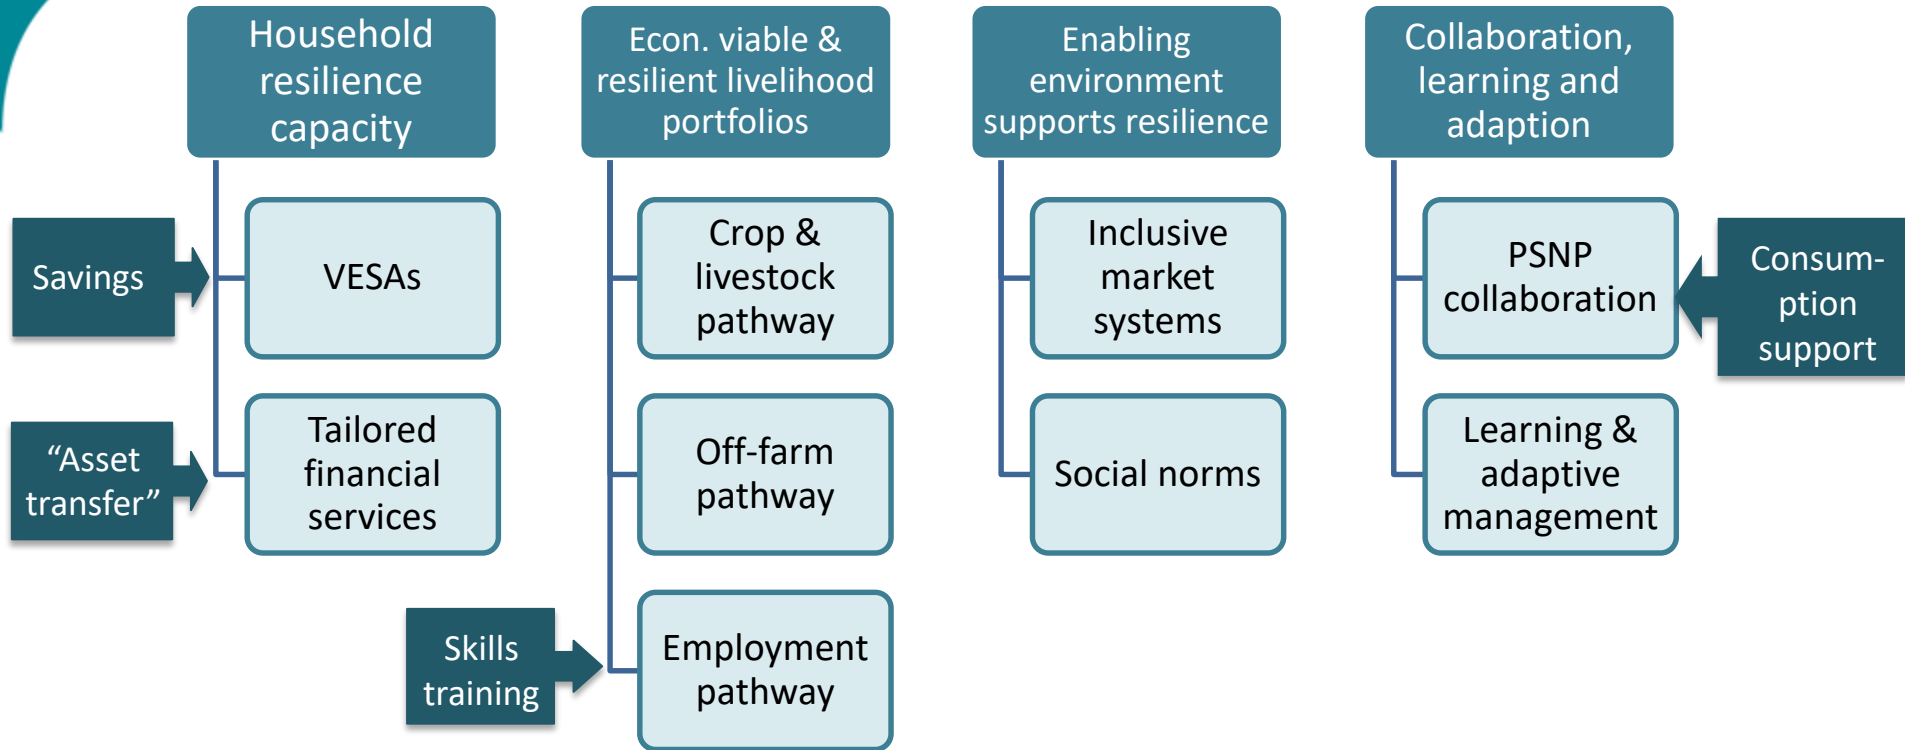 Household
resilience
capacity
Econ. viable &
resilient livelihood
portfolios
Enabling
environment
supports resilience
Collaboration,
learning and
adaption
Savings
VESAs
Crop &
livestock
pathway
Inclusive
market
systems
PSNP
collaboration
Consum-
ption
support
“Asset
transfer”
Tailored
financial
services
Off-farm
pathway
Social norms
Learning &
adaptive
management
Skills
training
Employment
pathway